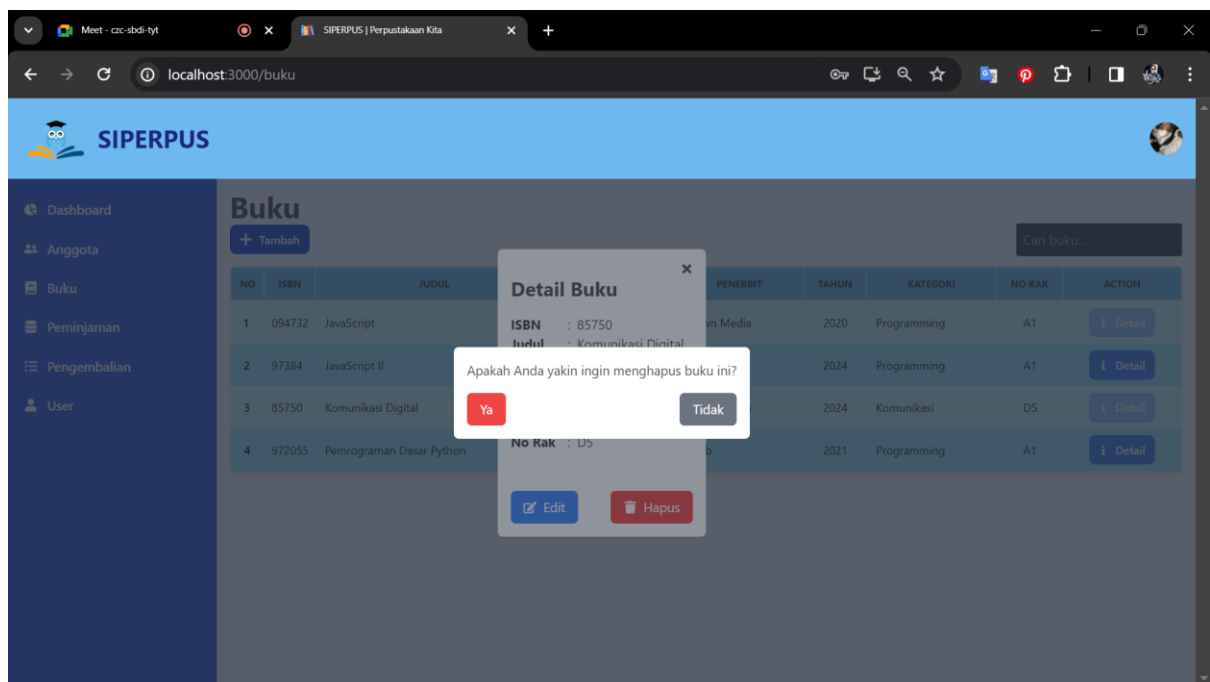 Meet - czc-sbdi-tyt
SIPERPUS | Perpustakaan Kita
localhost:3000/buku
SIPERPUS
Dashboard
Anggota
Buku
Peminjaman
Pengembalian
User
Buku
+ Tambah
Cari buku...
NO ISBN JUDUL PENERBIT TAHUN KATEGORI NO RAK ACTION
1 094732 JavaScript Media 2020 Programming A1 i Detail
2 97384 JavaScript II 2024 Programming A1 i Detail
3 85750 Komunikasi Digital 2024 Komunikasi D5 i Detail
4 972055 Pemrograman Dasar Python 2021 Programming A1 i Detail
Detail Buku
ISBN : 85750
Judul : Komunikasi Digital
Apakah Anda yakin ingin menghapus buku ini?
Ya Tidak
No Rak : D5
Edit Hapus